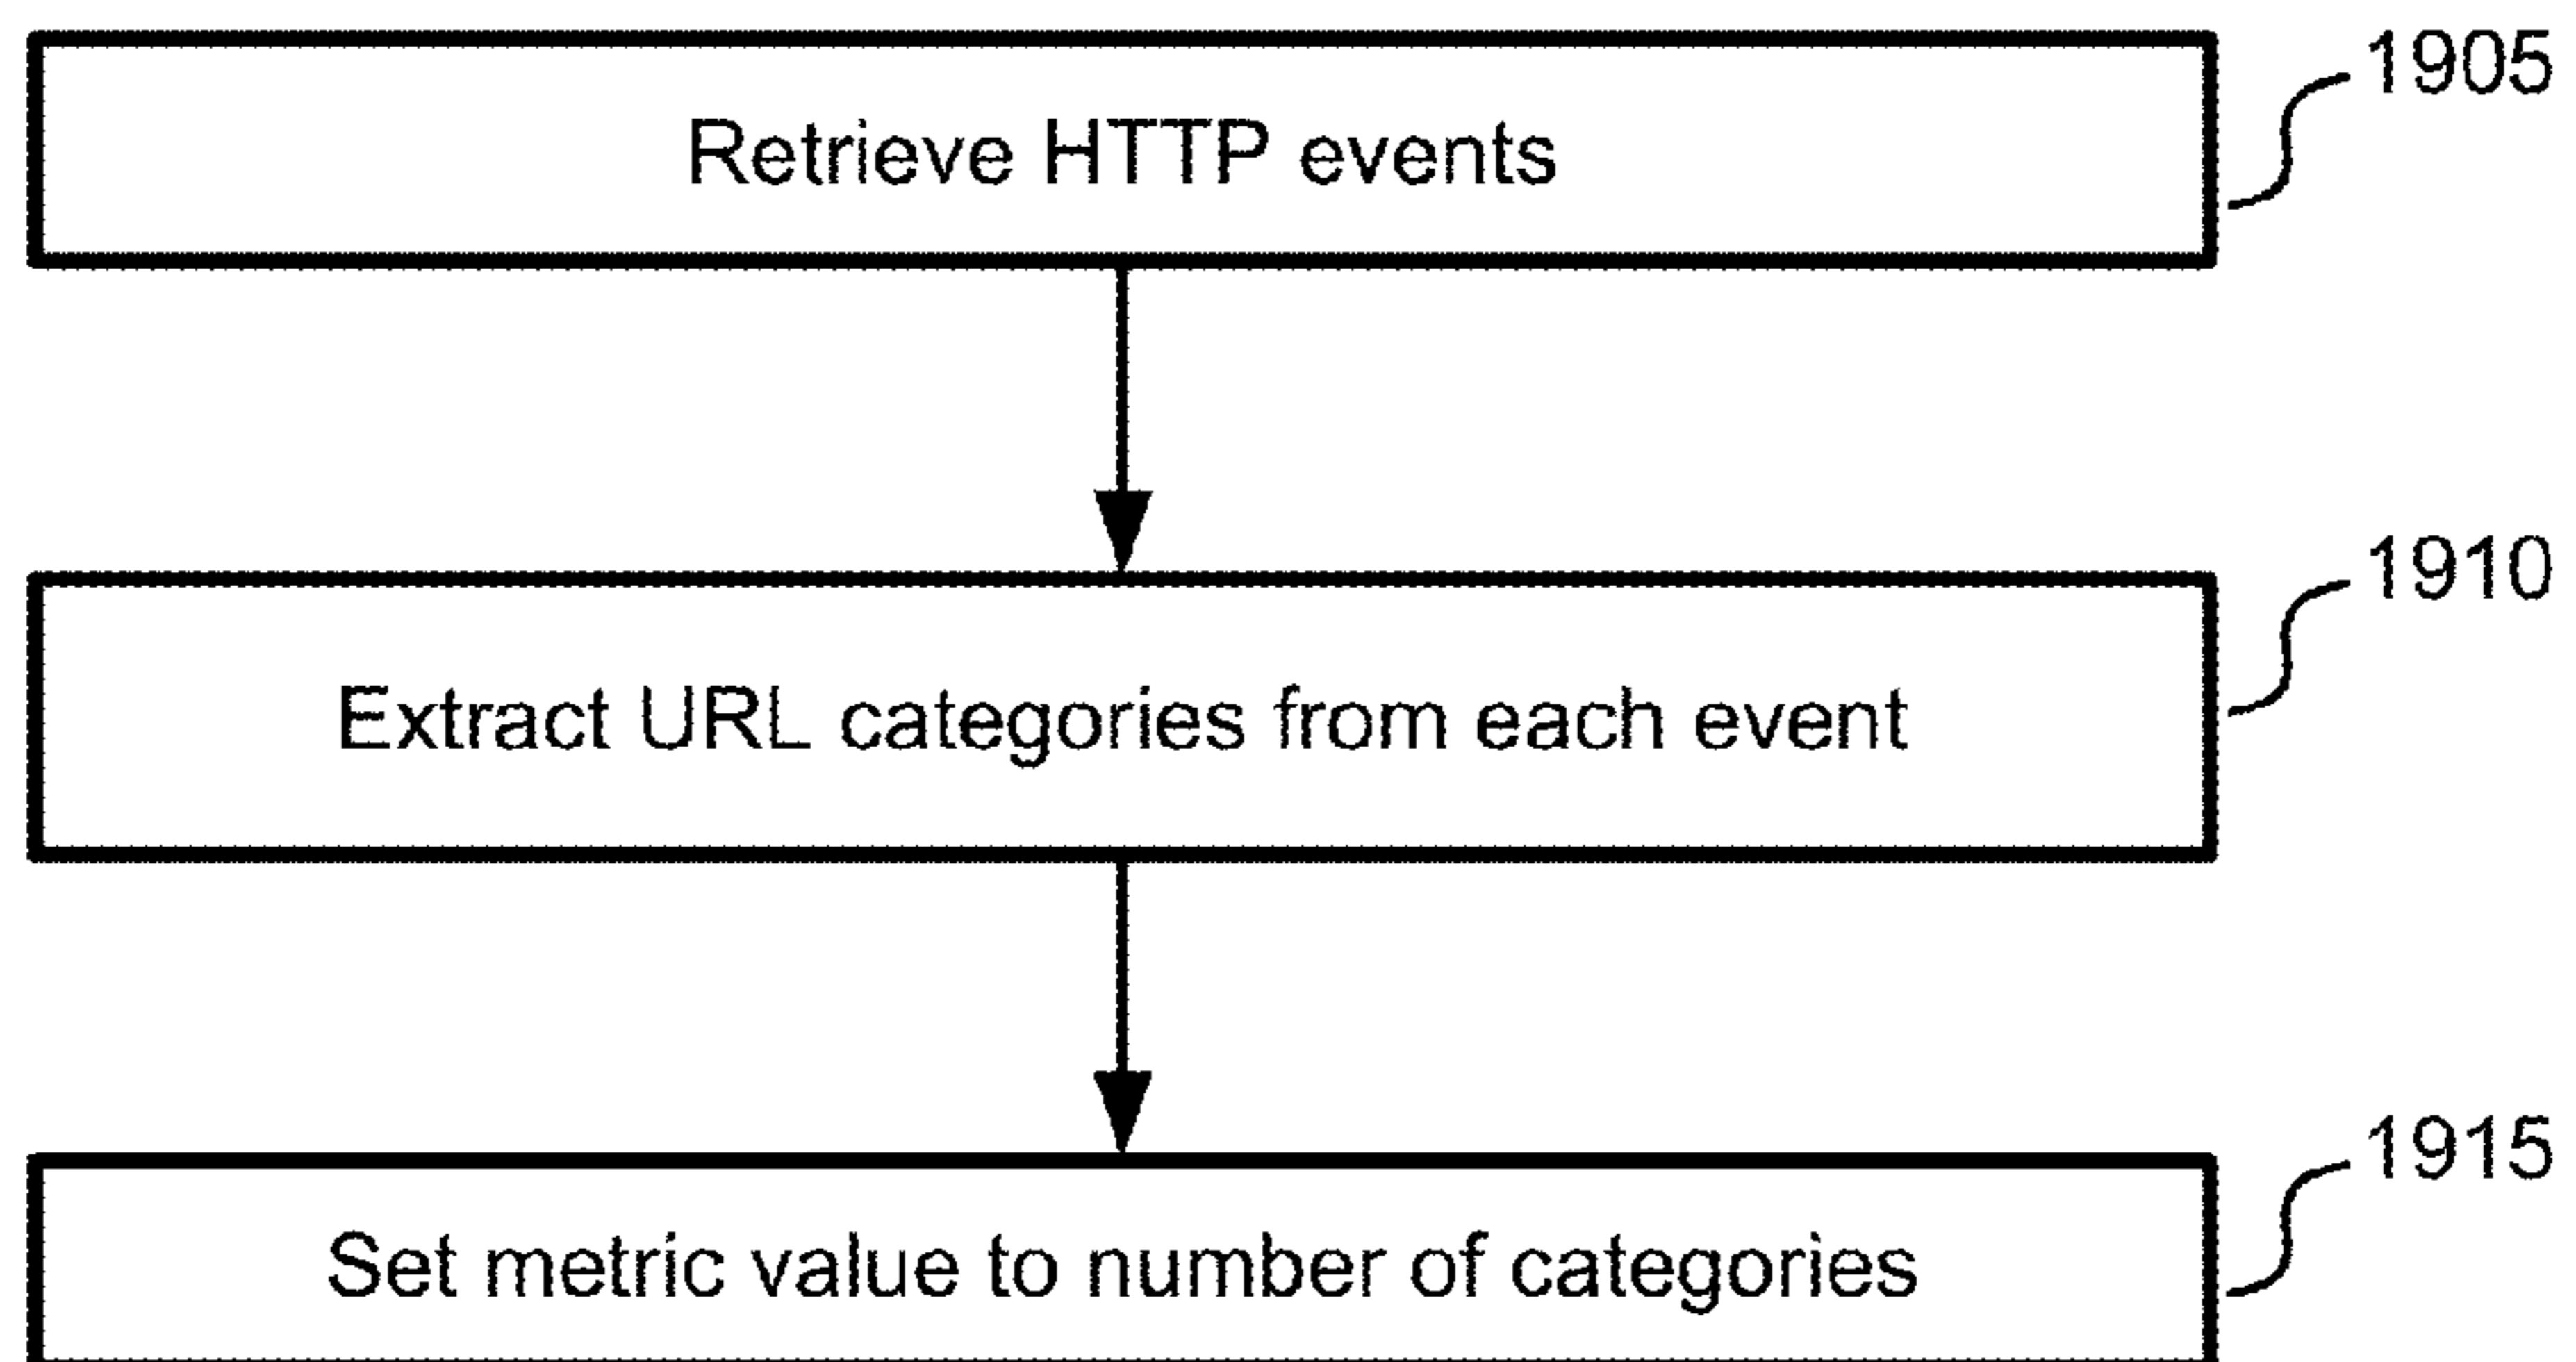 1905
Retrieve HTTP events
1910
Extract URL categories from each event
1915
Set metric value to number of categories